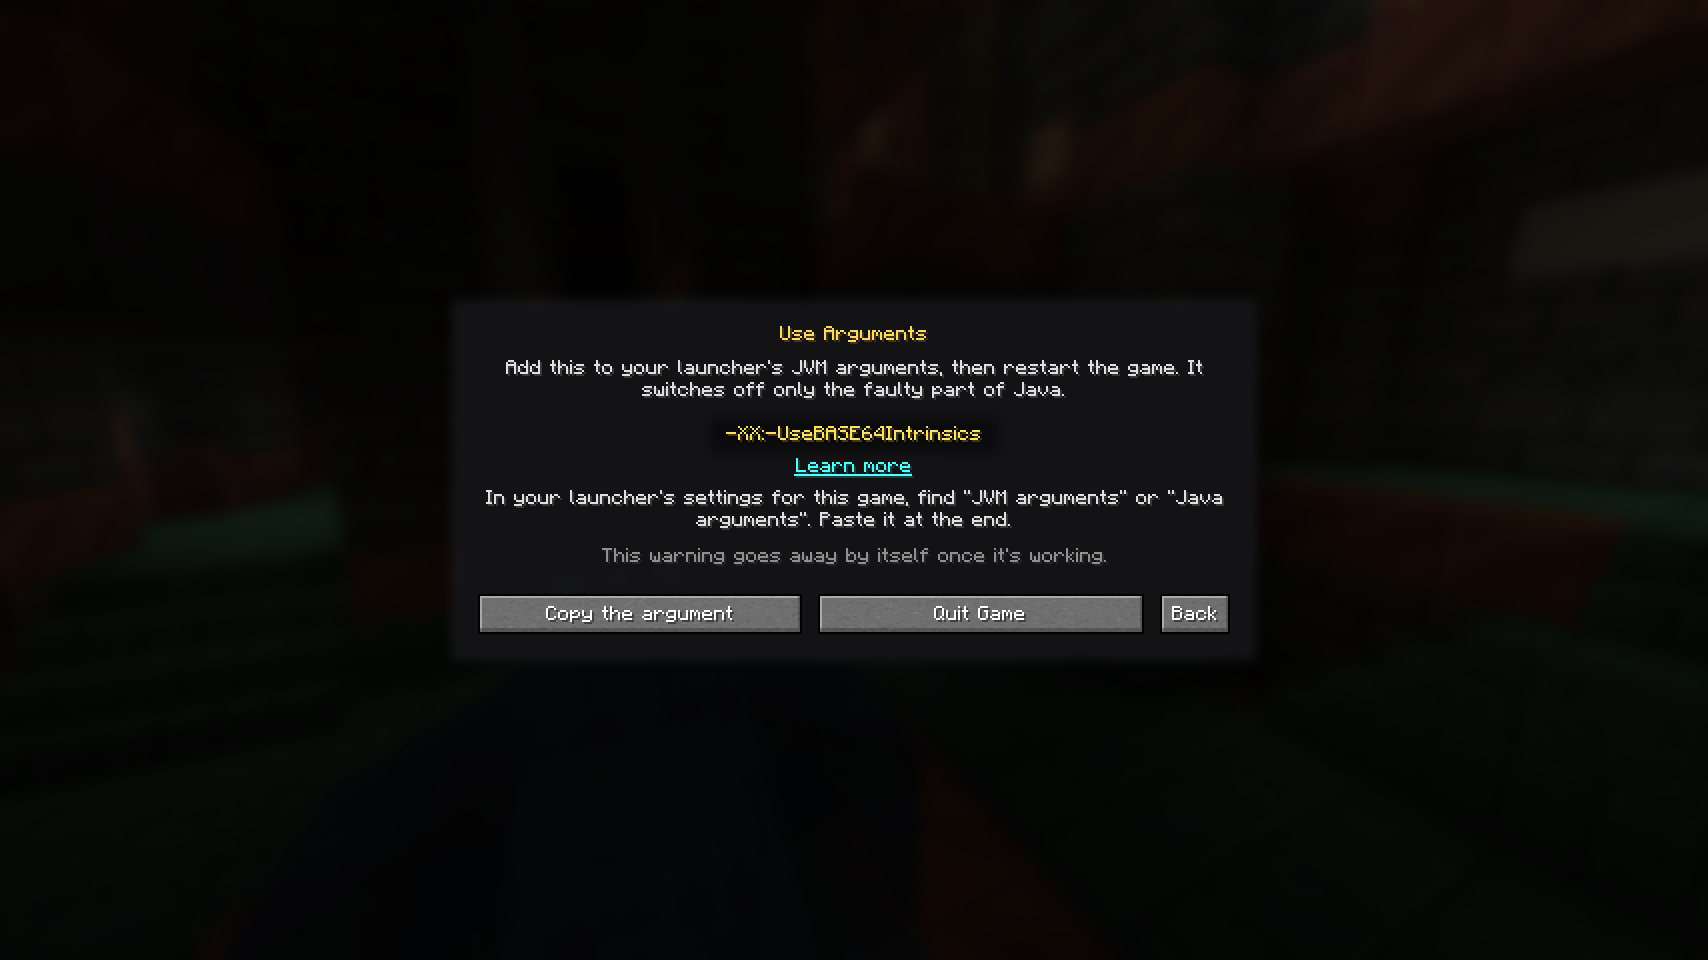 Use Arguments
Add this to your launcher's JVM arguments, then restart the game. It
switches off only the faulty part of Java.
-XX:-UseBASE64Intrinsics
Learn more
In your launcher's settings for this game, find "JVM arguments" or "Java
arguments". Paste it at the end.
This warning goes away by itself once it's working.
Copy the argument
Quit Game
Back